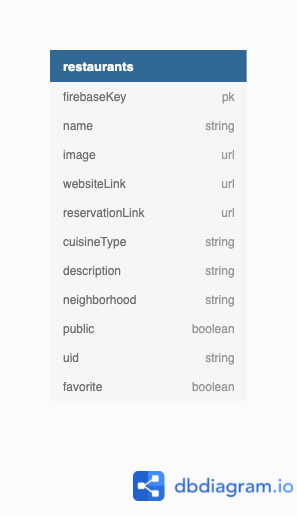 restaurants
firebaseKey pk
name string
image url
websiteLink url
reservationLink url
cuisineType string
description string
neighborhood string
public boolean
uid string
favorite boolean
dbdiagram.io